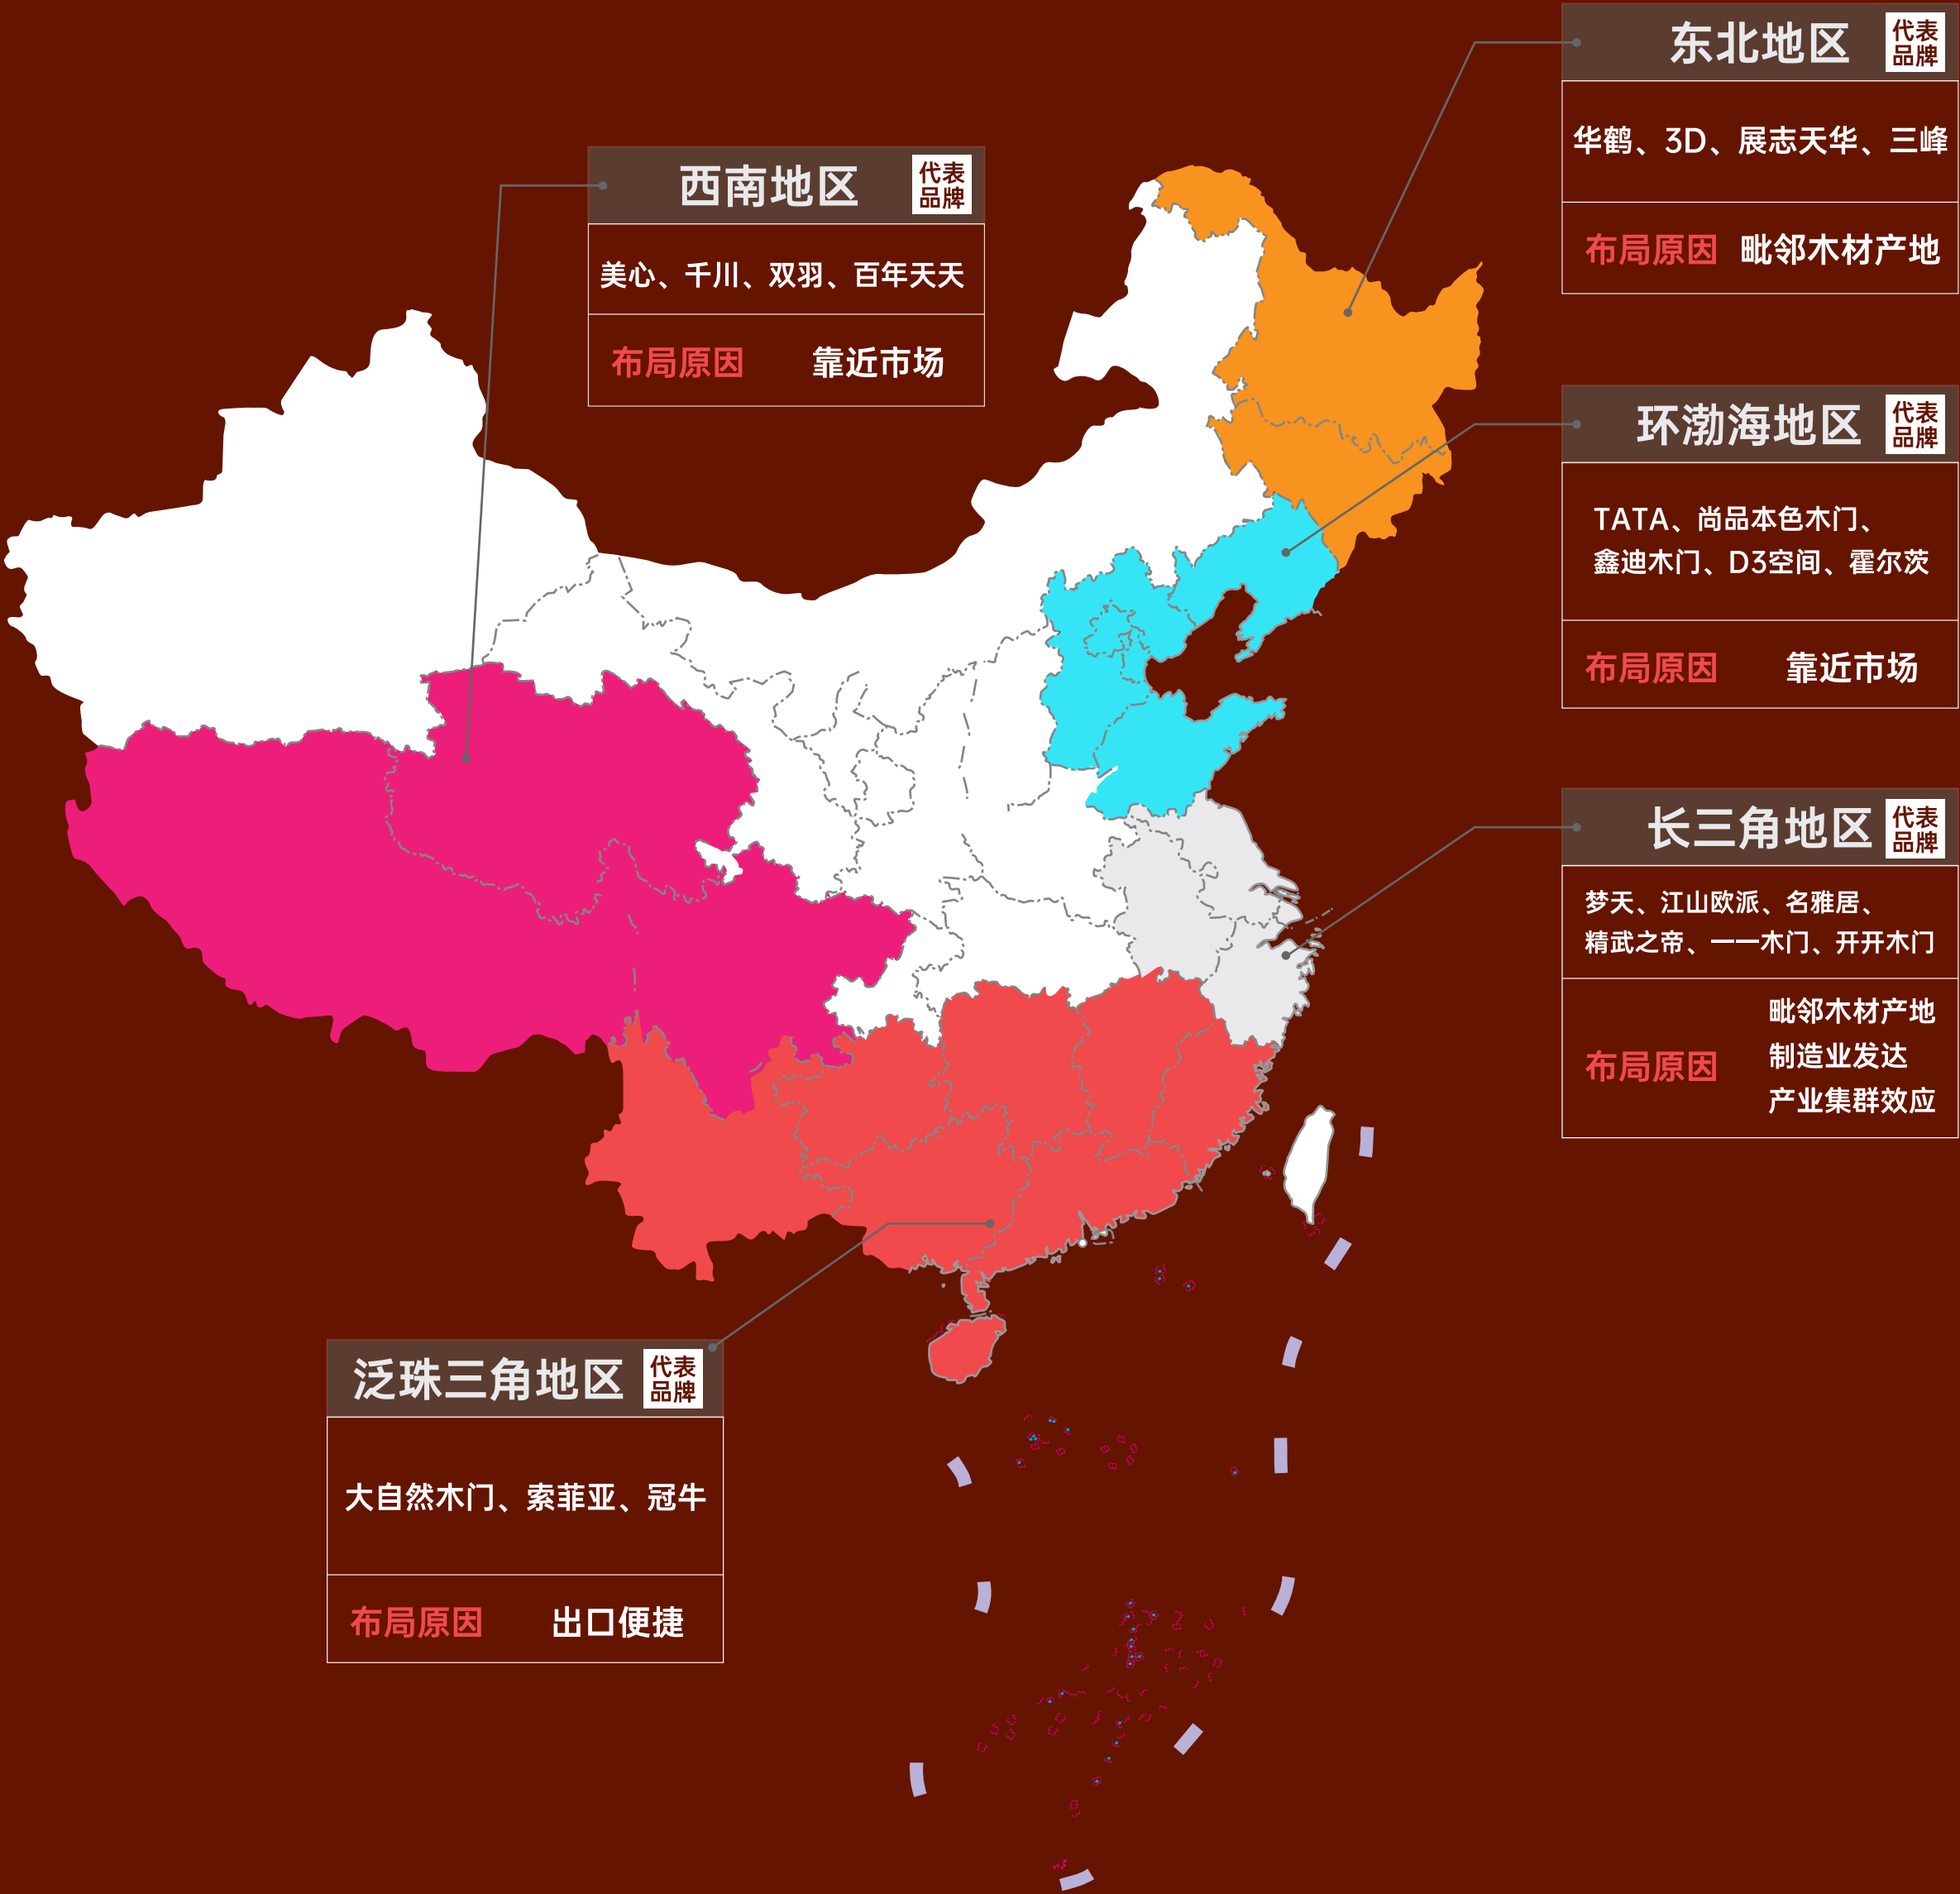 东北地区
代表
品牌
华鹤、3D、展志天华、三峰
布局原因 毗邻木材产地
西南地区
代表
品牌
美心、千川、双羽、百年天天
布局原因 靠近市场
环渤海地区
代表
品牌
TATA、尚品本色木门、
鑫迪木门、D3空间、霍尔茨
布局原因 靠近市场
长三角地区
代表
品牌
梦天、江山欧派、名雅居、
精武之帝、一一木门、开开木门
布局原因
毗邻木材产地
制造业发达
产业集群效应
泛珠三角地区
代表
品牌
大自然木门、索菲亚、冠牛
布局原因 出口便捷